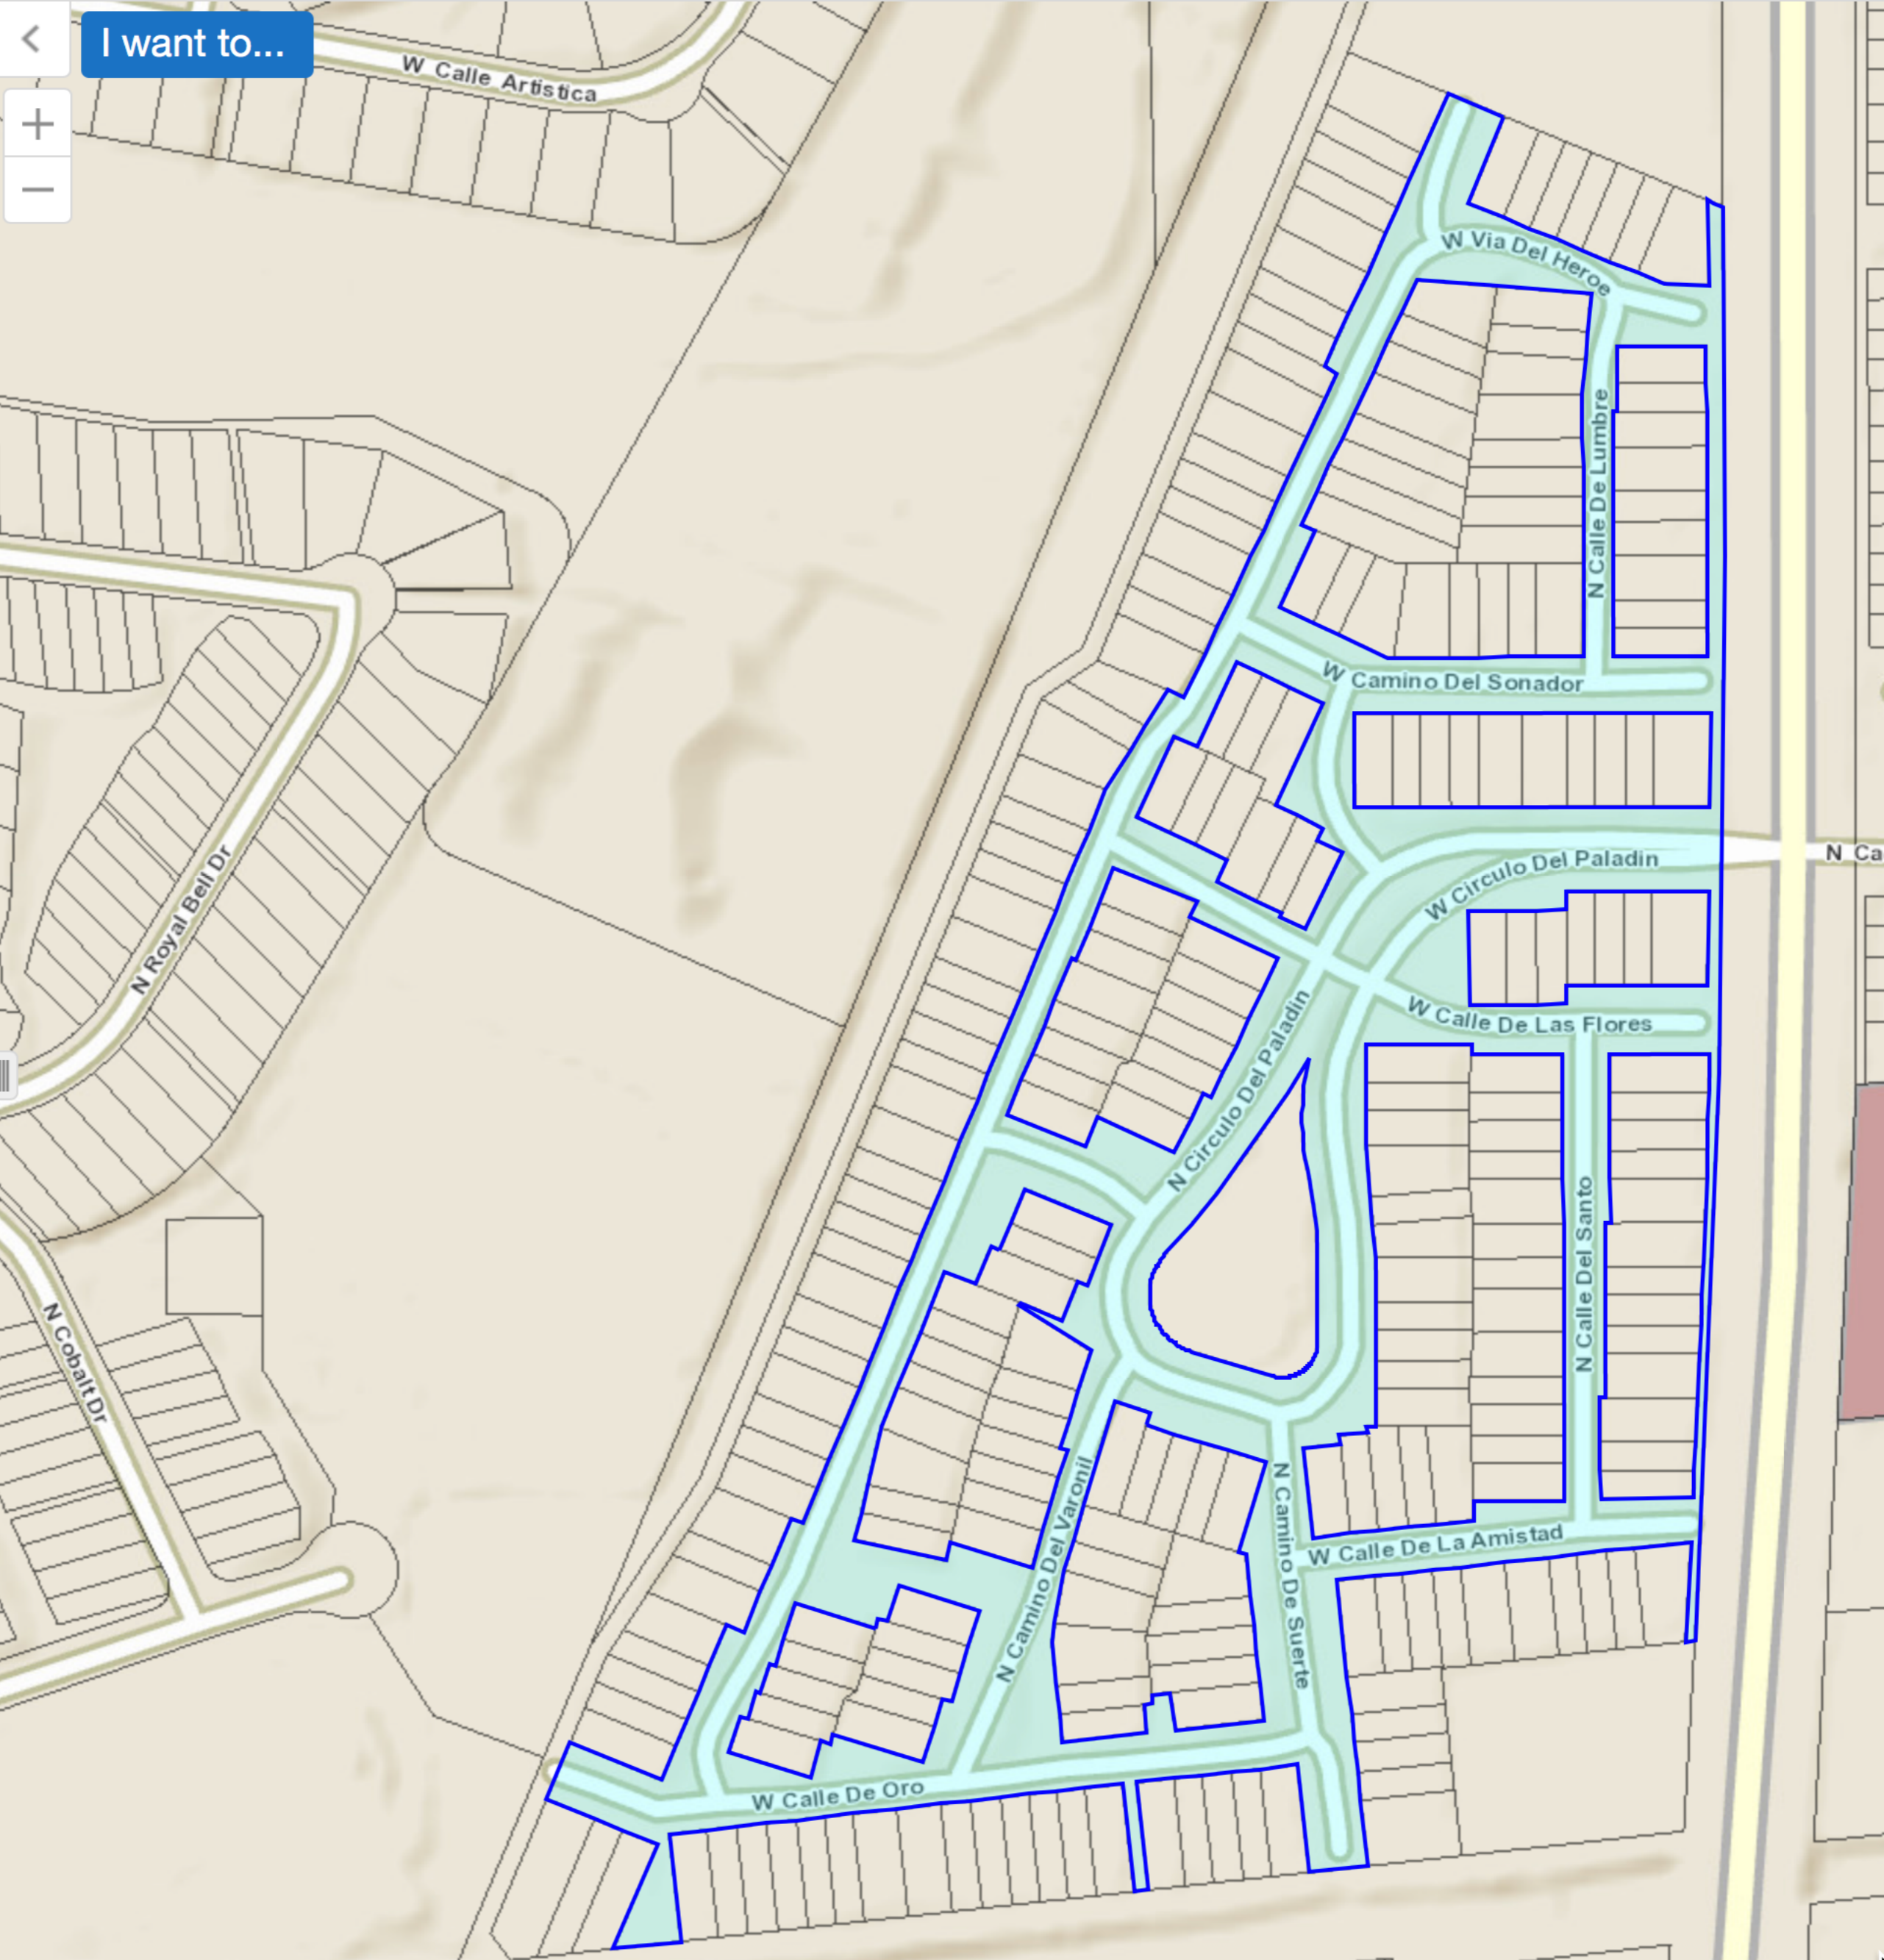 I want to...
W Calle Artistica
W Via Del Heroe
N Calle De Lumbre
W Camino Del Sonador
W Circulo Del Paladin
N Ca
N Royal Bell Dr
W Calle De Las Flores
N Circulo Del Paladin
N Calle Del Santo
N Cobalt Dr
N Camino Del Varonil
N Camino De Suerte
W Calle De La Amistad
W Calle De Oro